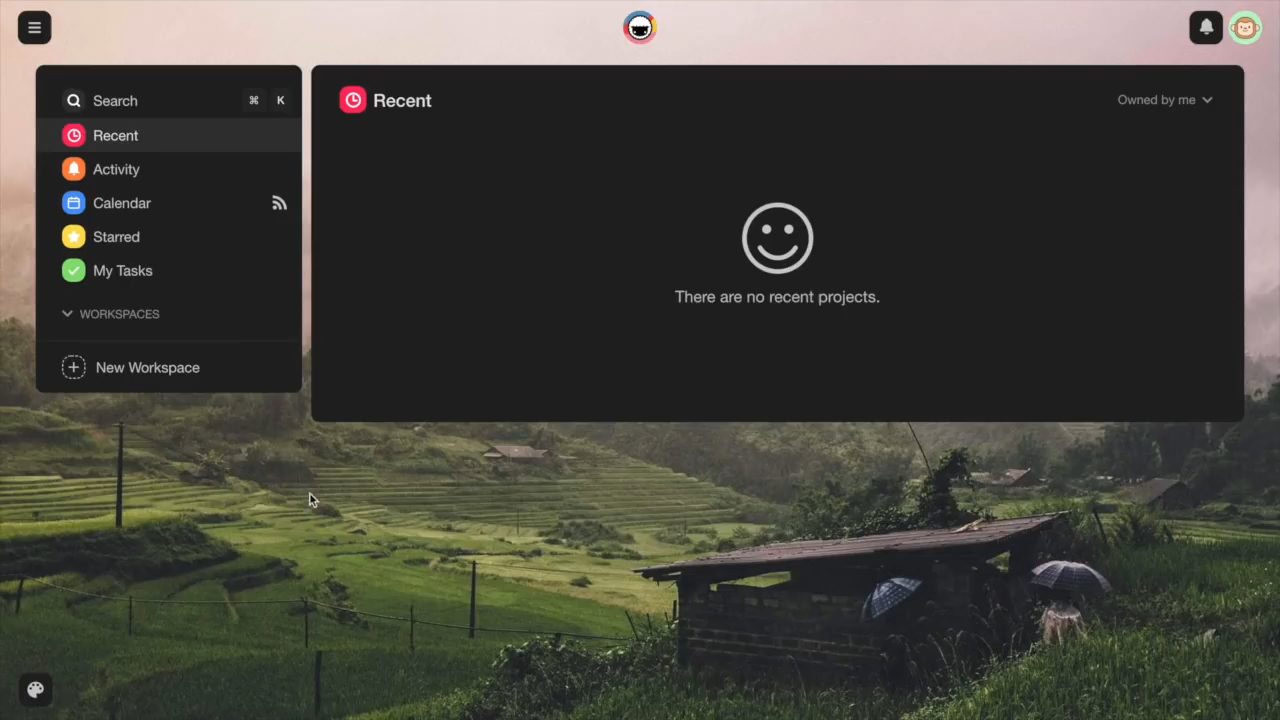 Search ⌘ K
Recent
Activity
Calendar
Starred
My Tasks
WORKSPACES
New Workspace
Recent
Owned by me
There are no recent projects.